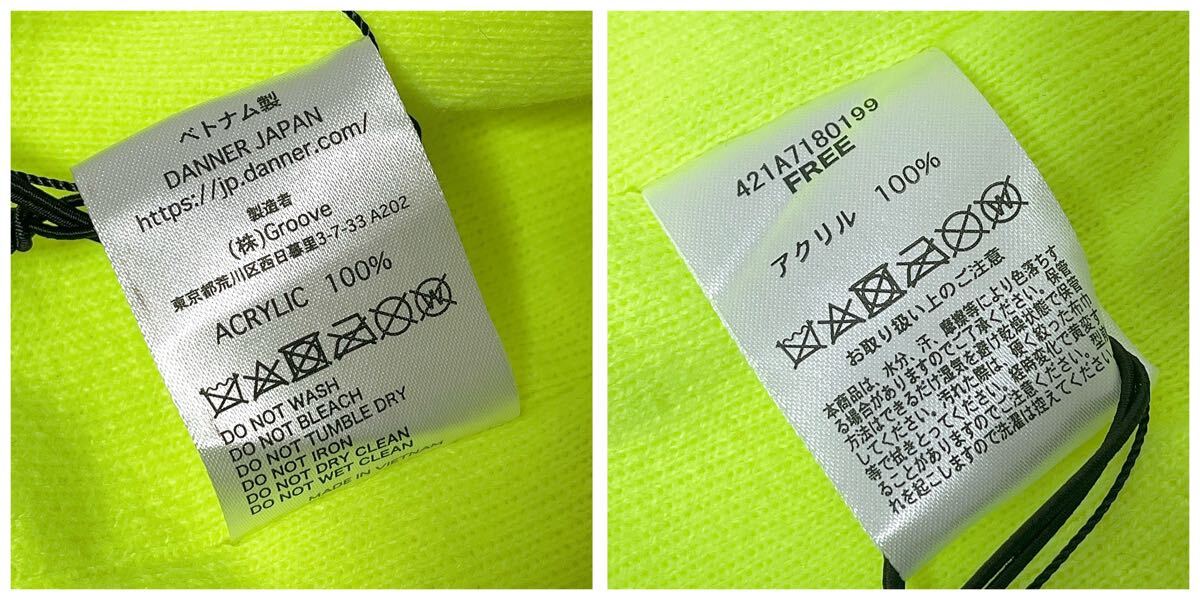 ベトナム製
DANNER JAPAN
https://jp.danner.com/
製造者
(株)Groove
東京都荒川区西日暮里3-7-33 A202
ACRYLIC 100%
DO NOT WASH
DO NOT BLEACH
DO NOT TUMBLE DRY
DO NOT IRON
DO NOT DRY CLEAN
DO NOT WET CLEAN
MADE IN VIETNAM
421A7180199
FREE
アクリル 100%
お取り扱い上のご注意
本商品は、水分、汗、摩擦等により色落ちす
る場合がありますのでご了承ください。保管
方法はできるだけ湿気を避け乾燥状態で保管
してください。汚れた際は、硬く絞った布巾
等で拭きとってください。経時変化で黄変す
ることがありますのでご注意ください。型崩
れを起こしますので洗濯は控えてください